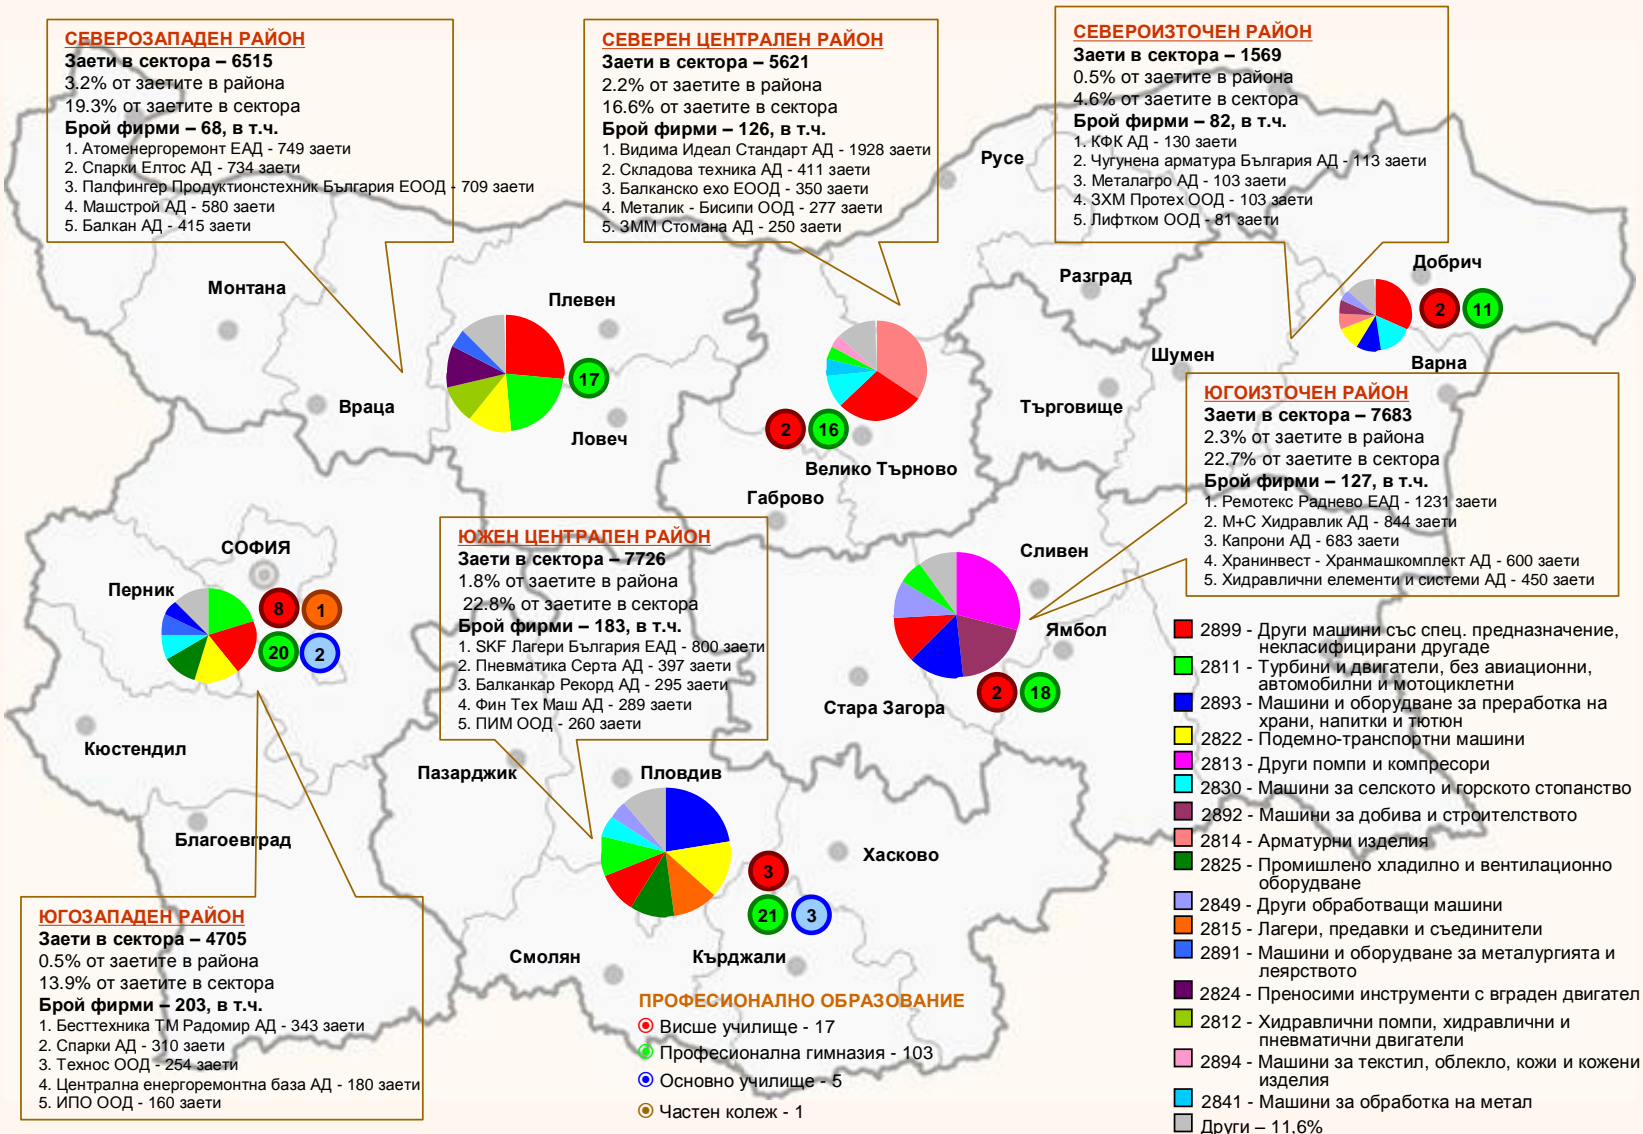 СЕВЕРОЗАПАДЕН РАЙОН
Заети в сектора – 6515
3.2% от заетите в района
19.3% от заетите в сектора
Брой фирми – 68, в т.ч.
1. Атоменергоремонт ЕАД - 749 заети
2. Спарки Елтос АД - 734 заети
3. Палфингер Продуктионстехник България ЕООД - 709 заети
4. Машстрой АД - 580 заети
5. Балкан АД - 415 заети
СЕВЕРЕН ЦЕНТРАЛЕН РАЙОН
Заети в сектора – 5621
2.2% от заетите в района
16.6% от заетите в сектора
Брой фирми – 126, в т.ч.
1. Видима Идеал Стандарт АД - 1928 заети
2. Складова техника АД - 411 заети
3. Балканско ехо ЕООД - 350 заети
4. Металик - Бисипи ООД - 277 заети
5. ЗММ Стомана АД - 250 заети
СЕВЕРОИЗТОЧЕН РАЙОН
Заети в сектора – 1569
0.5% от заетите в района
4.6% от заетите в сектора
Брой фирми – 82, в т.ч.
1. КФК АД - 130 заети
2. Чугунена арматура България АД - 113 заети
3. Металагро АД - 103 заети
4. ЗХМ Протех ООД - 103 заети
5. Лифтком ООД - 81 заети
Русе
Разград
Добрич
Монтана
Плевен
2
11
Шумен
Варна
17
Враца
Ловеч
Търговище
2
16
Велико Търново
Габрово
ЮГОИЗТОЧЕН РАЙОН
Заети в сектора – 7683
2.3% от заетите в района
22.7% от заетите в сектора
Брой фирми – 127, в т.ч.
1. Ремотекс Раднево ЕАД - 1231 заети
2. М+С Хидравлик АД - 844 заети
3. Капрони АД - 683 заети
4. Хранинвест - Хранмашкомплект АД - 600 заети
5. Хидравлични елементи и системи АД - 450 заети
ЮЖЕН ЦЕНТРАЛЕН РАЙОН
Заети в сектора – 7726
1.8% от заетите в района
22.8% от заетите в сектора
Брой фирми – 183, в т.ч.
1. SKF Лагери България ЕАД - 800 заети
2. Пневматика Серта АД - 397 заети
3. Балканкар Рекорд АД - 295 заети
4. Фин Тех Маш АД - 289 заети
5. ПИМ ООД - 260 заети
СОФИЯ
Перник
8
1
20
2
Сливен
Ямбол
2
18
Стара Загора
Кюстендил
Пазарджик
Пловдив
Благоевград
Хасково
3
21
3
Смолян
Кърджали
ЮГОЗАПАДЕН РАЙОН
Заети в сектора – 4705
0.5% от заетите в района
13.9% от заетите в сектора
Брой фирми – 203, в т.ч.
1. Бесттехника ТМ Радомир АД - 343 заети
2. Спарки АД - 310 заети
3. Технос ООД - 254 заети
4. Централна енергоремонтна база АД - 180 заети
5. ИПО ООД - 160 заети
ПРОФЕСИОНАЛНО ОБРАЗОВАНИЕ
Висше училище - 17
Професионална гимназия - 103
Основно училище - 5
Частен колеж - 1
2899 - Други машини със спец. предназначение,
некласифицирани другаде
2811 - Турбини и двигатели, без авиационни,
автомобилни и мотоциклетни
2893 - Машини и оборудване за преработка на
храни, напитки и тютюн
2822 - Подемно-транспортни машини
2813 - Други помпи и компресори
2830 - Машини за селското и горското стопанство
2892 - Машини за добива и строителството
2814 - Арматурни изделия
2825 - Промишлено хладилно и вентилационно
оборудване
2849 - Други обработващи машини
2815 - Лагери, предавки и съединители
2891 - Машини и оборудване за металургията и
леярството
2824 - Преносими инструменти с вграден двигател
2812 - Хидравлични помпи, хидравлични и
пневматични двигатели
2894 - Машини за текстил, облекло, кожи и кожени
изделия
2841 - Машини за обработка на метал
Други – 11,6%